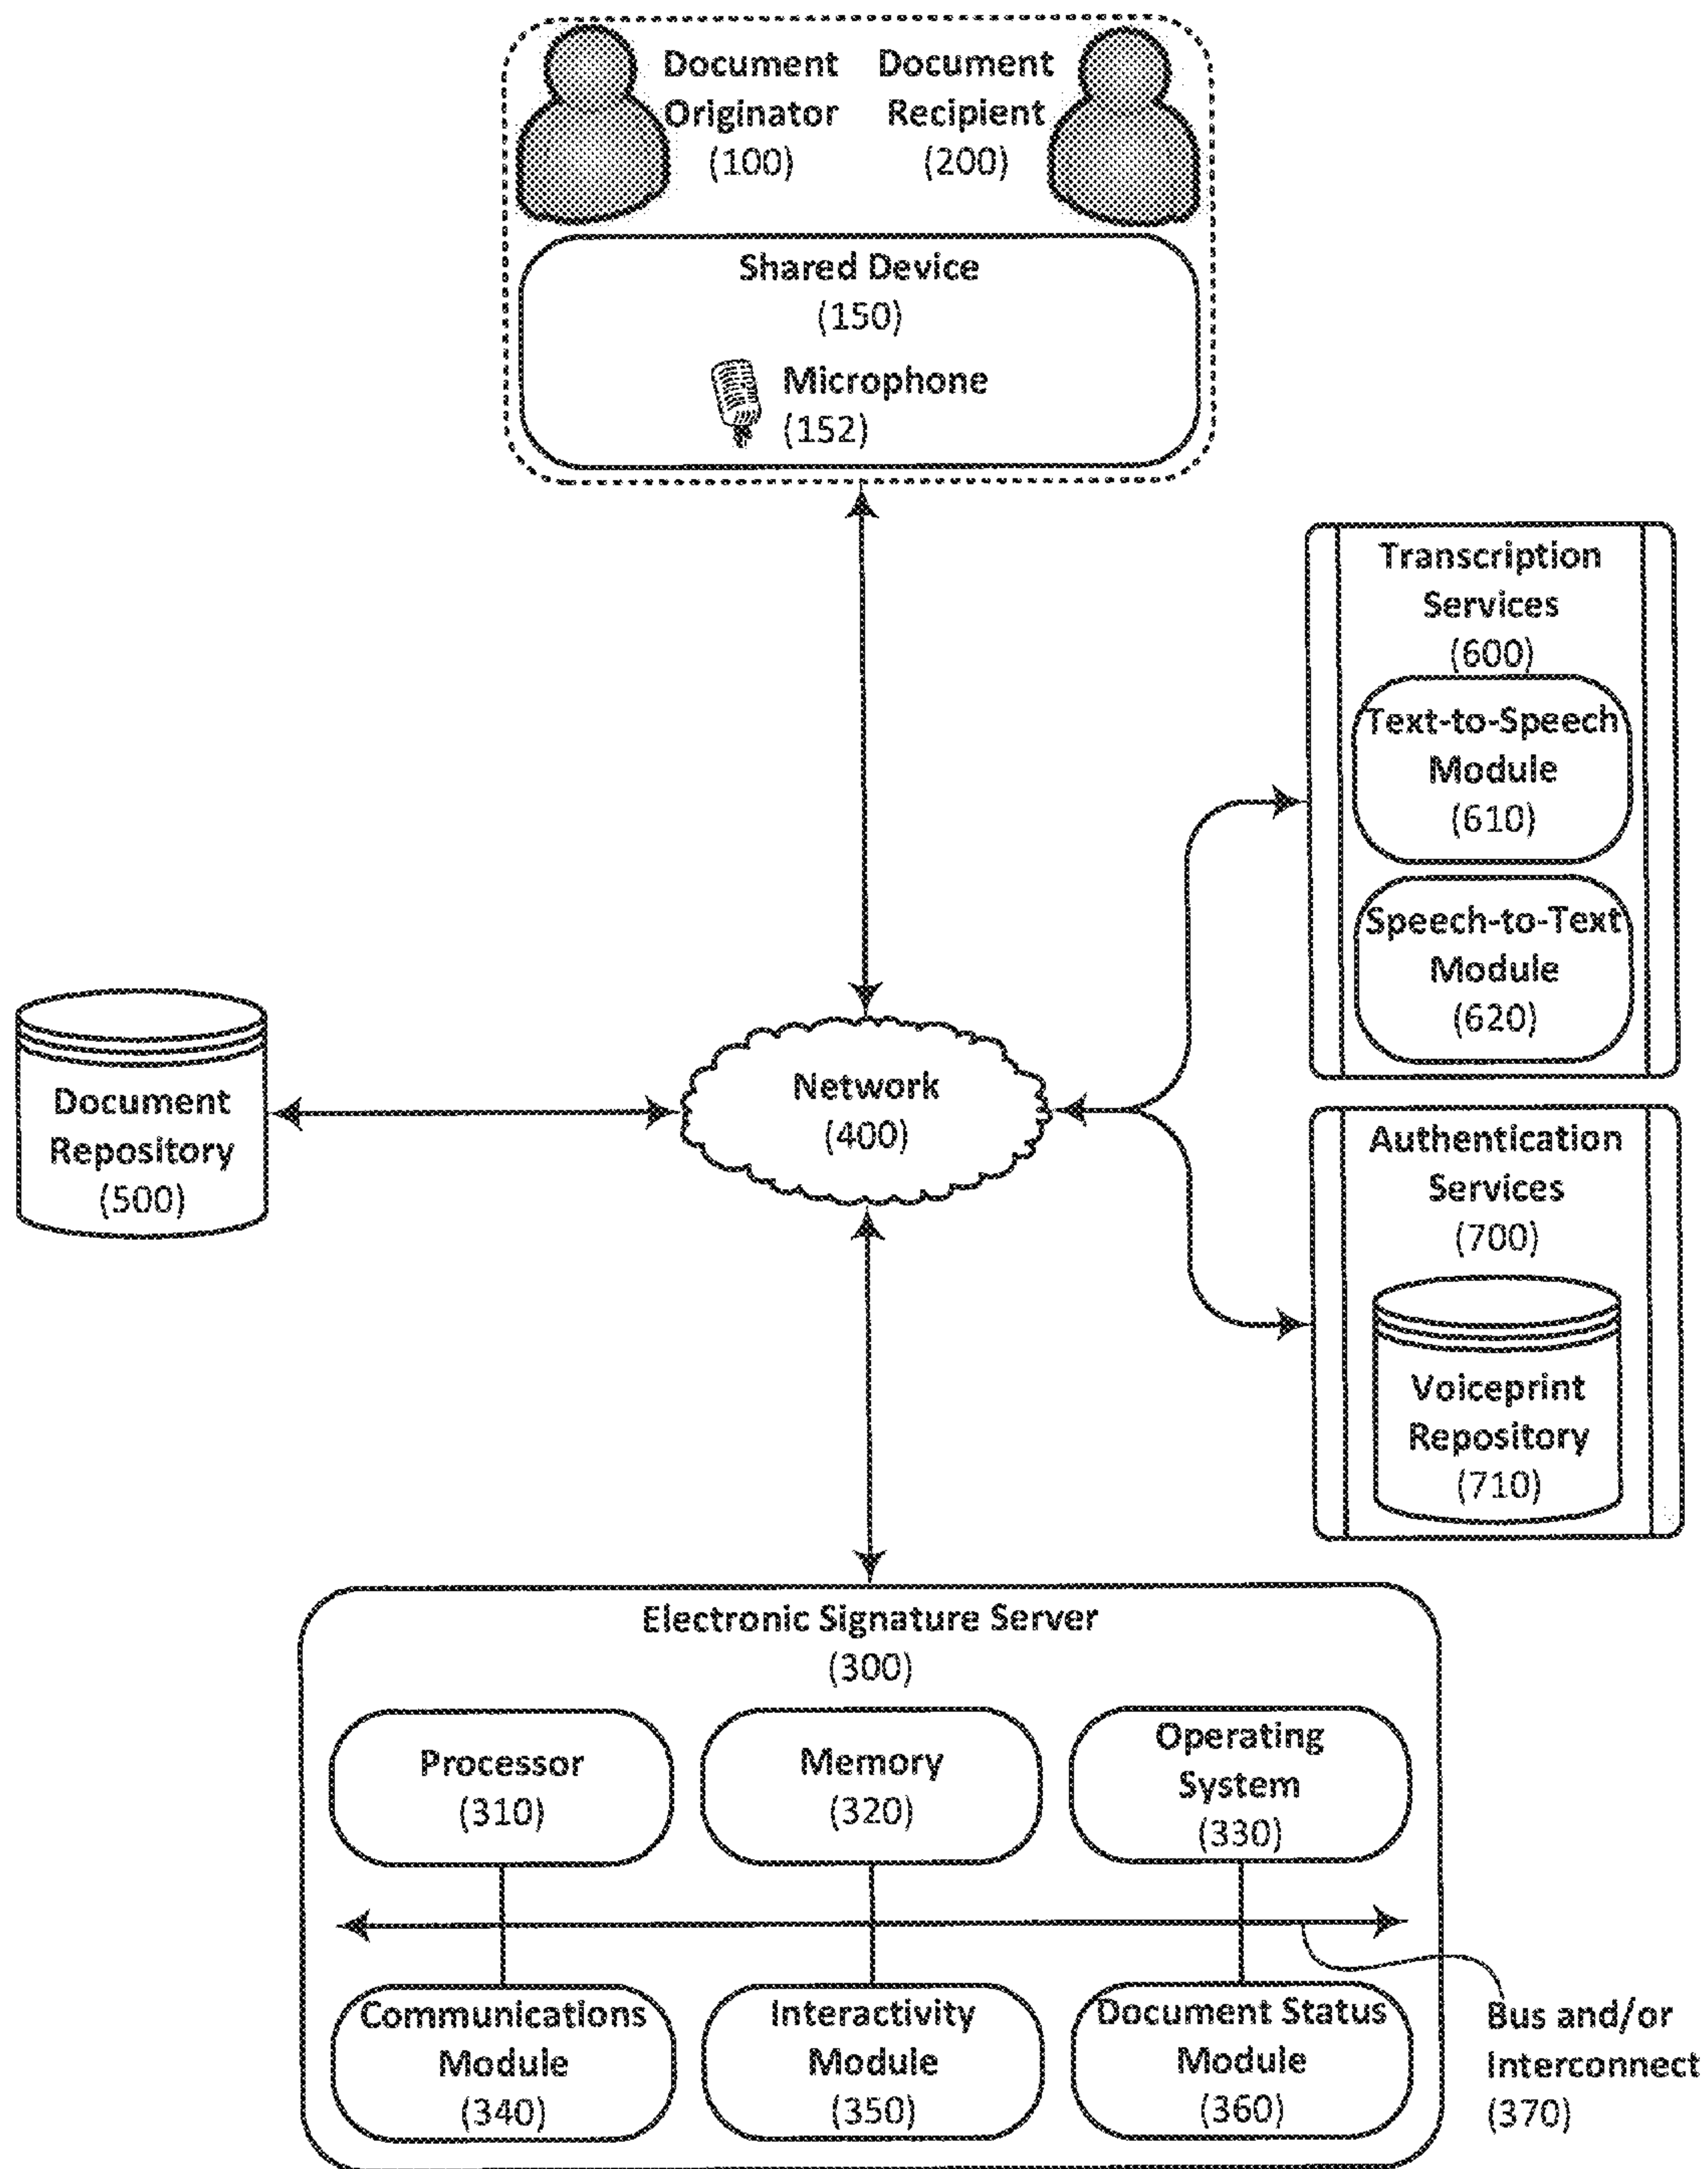 Document
Originator
(100)
Document
Recipient
(200)
Shared Device
(150)
Microphone
(152)
Transcription
Services
(600)
Text-to-Speech
Module
(610)
Speech-to-Text
Module
(620)
Document
Repository
(500)
Network
(400)
Authentication
Services
(700)
Voiceprint
Repository
(710)
Electronic Signature Server
(300)
Processor
(310)
Memory
(320)
Operating
System
(330)
Communications
Module
(340)
Interactivity
Module
(350)
Document Status
Module
(360)
Bus and/or
Interconnect
(370)